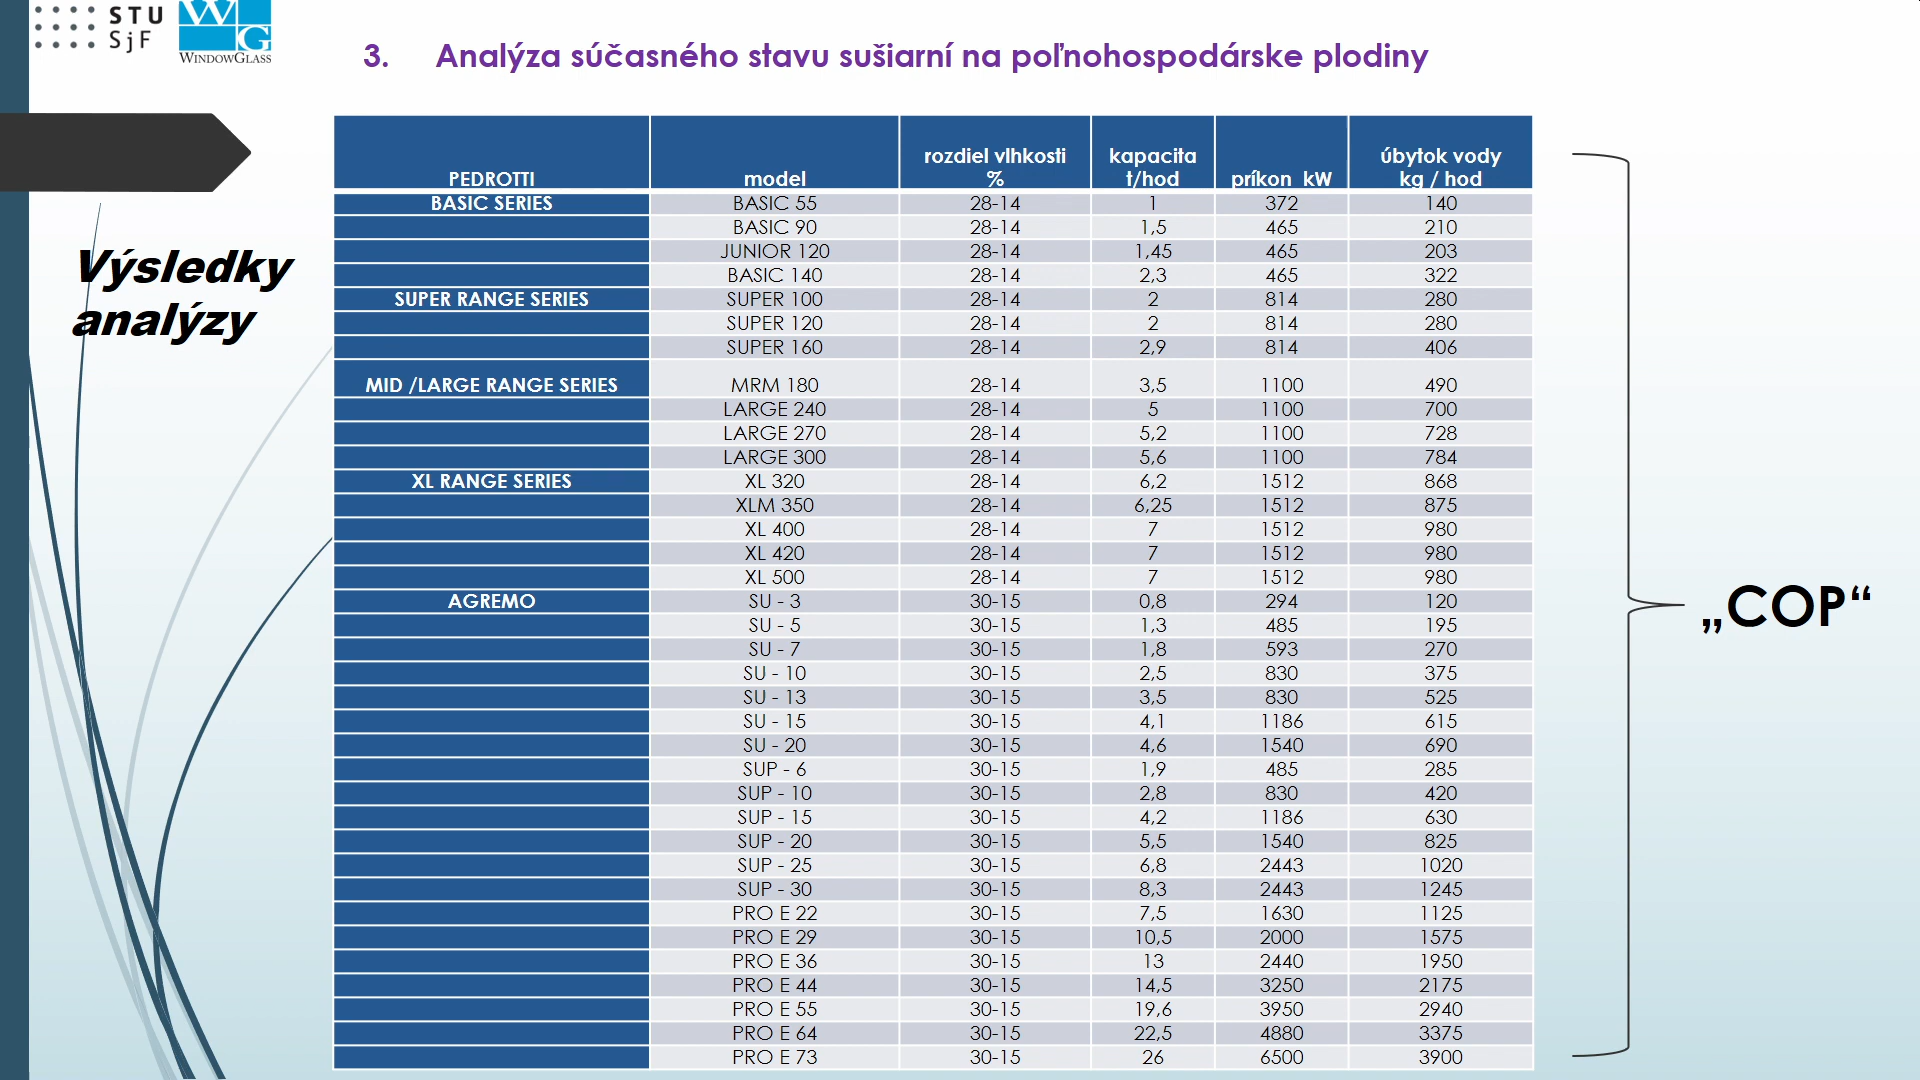 STU
SjF
WG
WINDOWGLASS
3. Analýza súčasného stavu sušiarní na poľnohospodárske plodiny
Výsledky
analýzy
PEDROTTI model rozdiel vlhkosti % kapacita t/hod príkon kW úbytok vody kg / hod
BASIC SERIES BASIC 55 28-14 1 372 140
BASIC 90 28-14 1,5 465 210
JUNIOR 120 28-14 1,45 465 203
BASIC 140 28-14 2,3 465 322
SUPER RANGE SERIES SUPER 100 28-14 2 814 280
SUPER 120 28-14 2 814 280
SUPER 160 28-14 2,9 814 406
MID /LARGE RANGE SERIES MRM 180 28-14 3,5 1100 490
LARGE 240 28-14 5 1100 700
LARGE 270 28-14 5,2 1100 728
LARGE 300 28-14 5,6 1100 784
XL RANGE SERIES XL 320 28-14 6,2 1512 868
XLM 350 28-14 6,25 1512 875
XL 400 28-14 7 1512 980
XL 420 28-14 7 1512 980
XL 500 28-14 7 1512 980
AGREMO SU - 3 30-15 0,8 294 120
SU - 5 30-15 1,3 485 195
SU - 7 30-15 1,8 593 270
SU - 10 30-15 2,5 830 375
SU - 13 30-15 3,5 830 525
SU - 15 30-15 4,1 1186 615
SU - 20 30-15 4,6 1540 690
SUP - 6 30-15 1,9 485 285
SUP - 10 30-15 2,8 830 420
SUP - 15 30-15 4,2 1186 630
SUP - 20 30-15 5,5 1540 825
SUP - 25 30-15 6,8 2443 1020
SUP - 30 30-15 8,3 2443 1245
PRO E 22 30-15 7,5 1630 1125
PRO E 29 30-15 10,5 2000 1575
PRO E 36 30-15 13 2440 1950
PRO E 44 30-15 14,5 3250 2175
PRO E 55 30-15 19,6 3950 2940
PRO E 64 30-15 22,5 4880 3375
PRO E 73 30-15 26 6500 3900
„COP“